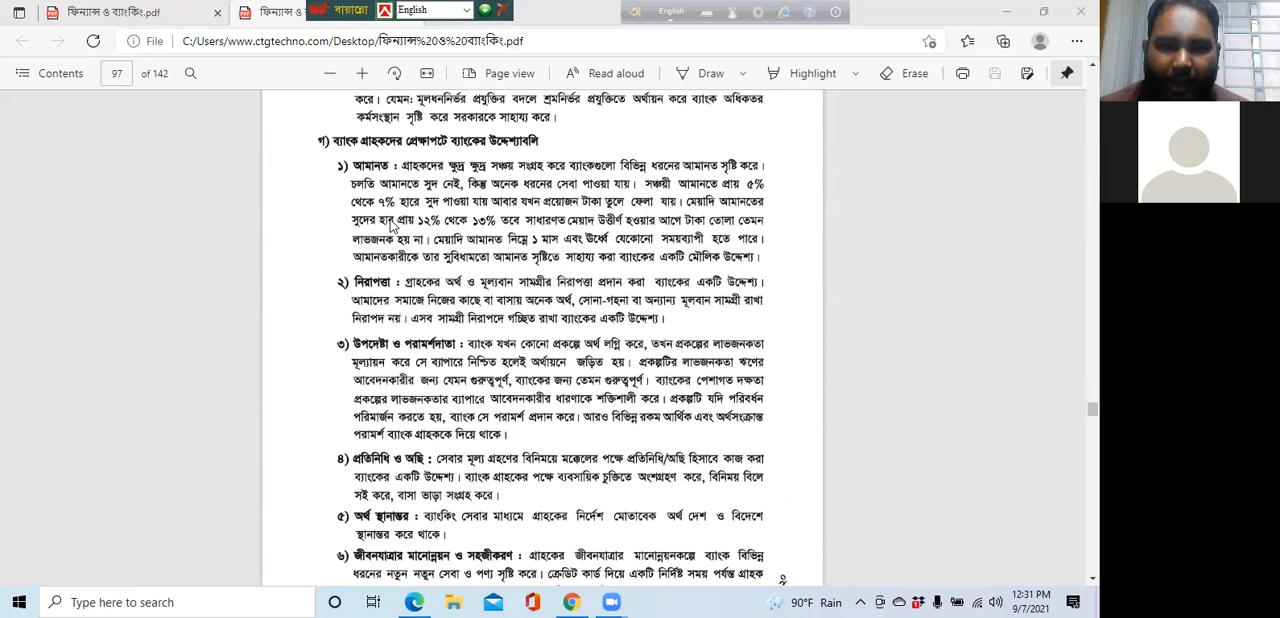 ফিন্যান্স ও ব্যাংকিং.pdf
ফিন্যান্স ও
বায়ান্নো
English
English
File
C:/Users/www.ctgtechno.com/Desktop/ফিন্যান্স%20ও%20ব্যাংকিং.pdf
Contents
97
of 142
Page view
Read aloud
Draw
Highlight
Erase
করে। যেমন: মূলধননির্ভর প্রযুক্তির বদলে শ্রমনির্ভর প্রযুক্তিতে অর্থায়ন করে ব্যাংক অধিকতর
কর্মসংস্থান সৃষ্টি করে সরকারকে সাহায্য করে।
গ) ব্যাংক গ্রাহকদের প্রেক্ষাপটে ব্যাংকের উদ্দেশ্যাবলি
১) আমানত : গ্রাহকদের ক্ষুদ্র ক্ষুদ্র সঞ্চয় সংগ্রহ করে ব্যাংকগুলো বিভিন্ন ধরনের আমানত সৃষ্টি করে।
চলতি আমানতে সুদ নেই, কিন্তু অনেক ধরনের সেবা পাওয়া যায়। সঞ্চয়ী আমানতে প্রায় ৫%
থেকে ৭% হারে সুদ পাওয়া যায় আবার যখন প্রয়োজন টাকা তুলে ফেলা যায়। মেয়াদি আমানতের
সুদের হার প্রায় ১২% থেকে ১৩% তবে সাধারণত মেয়াদ উত্তীর্ণ হওয়ার আগে টাকা তোলা তেমন
লাভজনক হয় না। মেয়াদি আমানত নিম্নে ১ মাস এবং ঊর্ধ্বে যেকোনো সময়ব্যাপী হতে পারে।
আমানতকারীকে তার সুবিধামতো আমানত সৃষ্টিতে সাহায্য করা ব্যাংকের একটি মৌলিক উদ্দেশ্য।
২) নিরাপত্তা : গ্রাহকের অর্থ ও মূল্যবান সামগ্রীর নিরাপত্তা প্রদান করা ব্যাংকের একটি উদ্দেশ্য।
আমাদের সমাজে নিজের কাছে বা বাসায় অনেক অর্থ, সোনা-গহনা বা অন্যান্য মূলবান সামগ্রী রাখা
নিরাপদ নয়। এসব সামগ্রী নিরাপদে গচ্ছিত রাখা ব্যাংকের একটি উদ্দেশ্য।
৩) উপদেষ্টা ও পরামর্শদাতা : ব্যাংক যখন কোনো প্রকল্পে অর্থ লগ্নি করে, তখন প্রকল্পের লাভজনকতা
মূল্যায়ন করে সে ব্যাপারে নিশ্চিত হলেই অর্থায়নে জড়িত হয়। প্রকল্পটির লাভজনকতা ঋণের
আবেদনকারীর জন্য যেমন গুরুত্বপূর্ণ, ব্যাংকের জন্য তেমন গুরুত্বপূর্ণ। ব্যাংকের পেশাগত দক্ষতা
প্রকল্পের লাভজনকতার ব্যাপারে আবেদনকারীর ধারণাকে শক্তিশালী করে। প্রকল্পটি যদি পরিবর্ধন
পরিমার্জন করতে হয়, ব্যাংক সে পরামর্শ প্রদান করে। আরও বিভিন্ন রকম আর্থিক এবং অর্থসংক্রান্ত
পরামর্শ ব্যাংক গ্রাহককে দিয়ে থাকে।
৪) প্রতিনিধি ও অছি : সেবার মূল্য গ্রহণের বিনিময়ে মক্কেলের পক্ষে প্রতিনিধি/অছি হিসাবে কাজ করা
ব্যাংকের একটি উদ্দেশ্য। ব্যাংক গ্রাহকের পক্ষে ব্যবসায়িক চুক্তিতে অংশগ্রহণ করে, বিনিময় বিলে
সই করে, বাসা ভাড়া সংগ্রহ করে।
৫) অর্থ স্থানান্তর : ব্যাংকিং সেবার মাধ্যমে গ্রাহকের নির্দেশ মোতাবেক অর্থ দেশ ও বিদেশে
স্থানান্তর করে থাকে।
৬) জীবনযাত্রার মানোন্নয়ন ও সহজীকরণ : গ্রাহকের জীবনযাত্রার মানোন্নয়নকল্পে ব্যাংক বিভিন্ন
ধরনের নতুন নতুন সেবা ও পণ্য সৃষ্টি করে। ক্রেডিট কার্ড দিয়ে একটি নির্দিষ্ট সময় পর্যন্ত গ্রাহক
Type here to search
90°F Rain
12:31 PM
9/7/2021